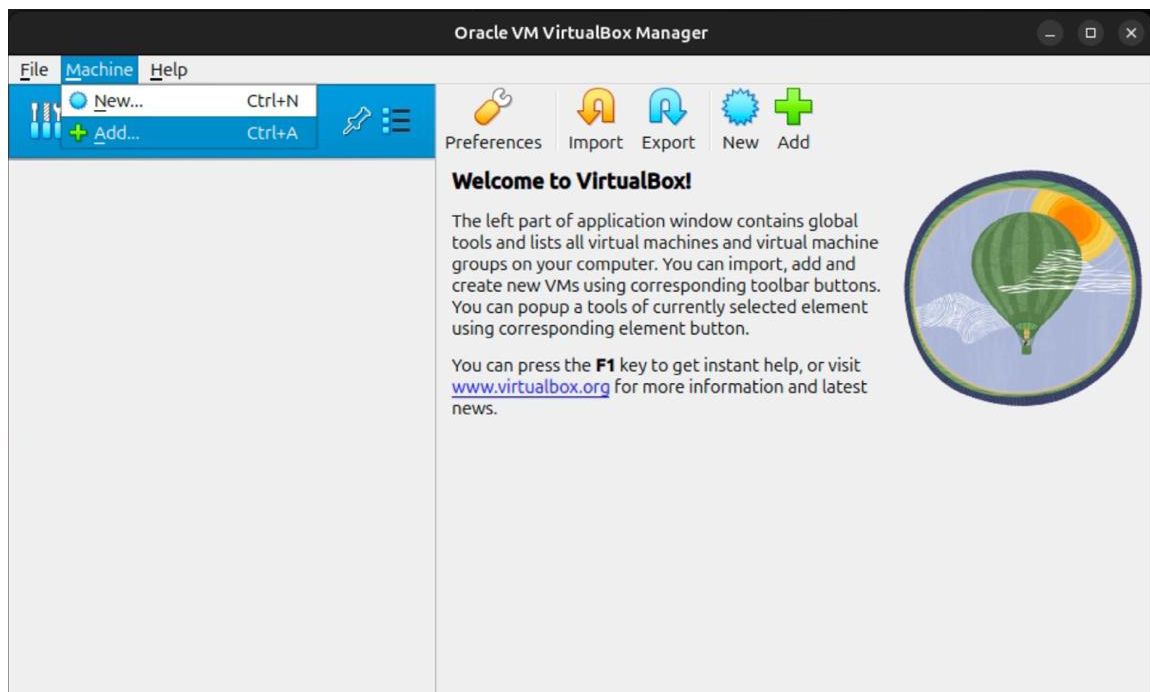 Oracle VM VirtualBox Manager
File Machine Help
New... Ctrl+N
Add... Ctrl+A
Preferences Import Export New Add
Welcome to VirtualBox!
The left part of application window contains global
tools and lists all virtual machines and virtual machine
groups on your computer. You can import, add and
create new VMs using corresponding toolbar buttons.
You can popup a tools of currently selected element
using corresponding element button.
You can press the F1 key to get instant help, or visit
www.virtualbox.org for more information and latest
news.